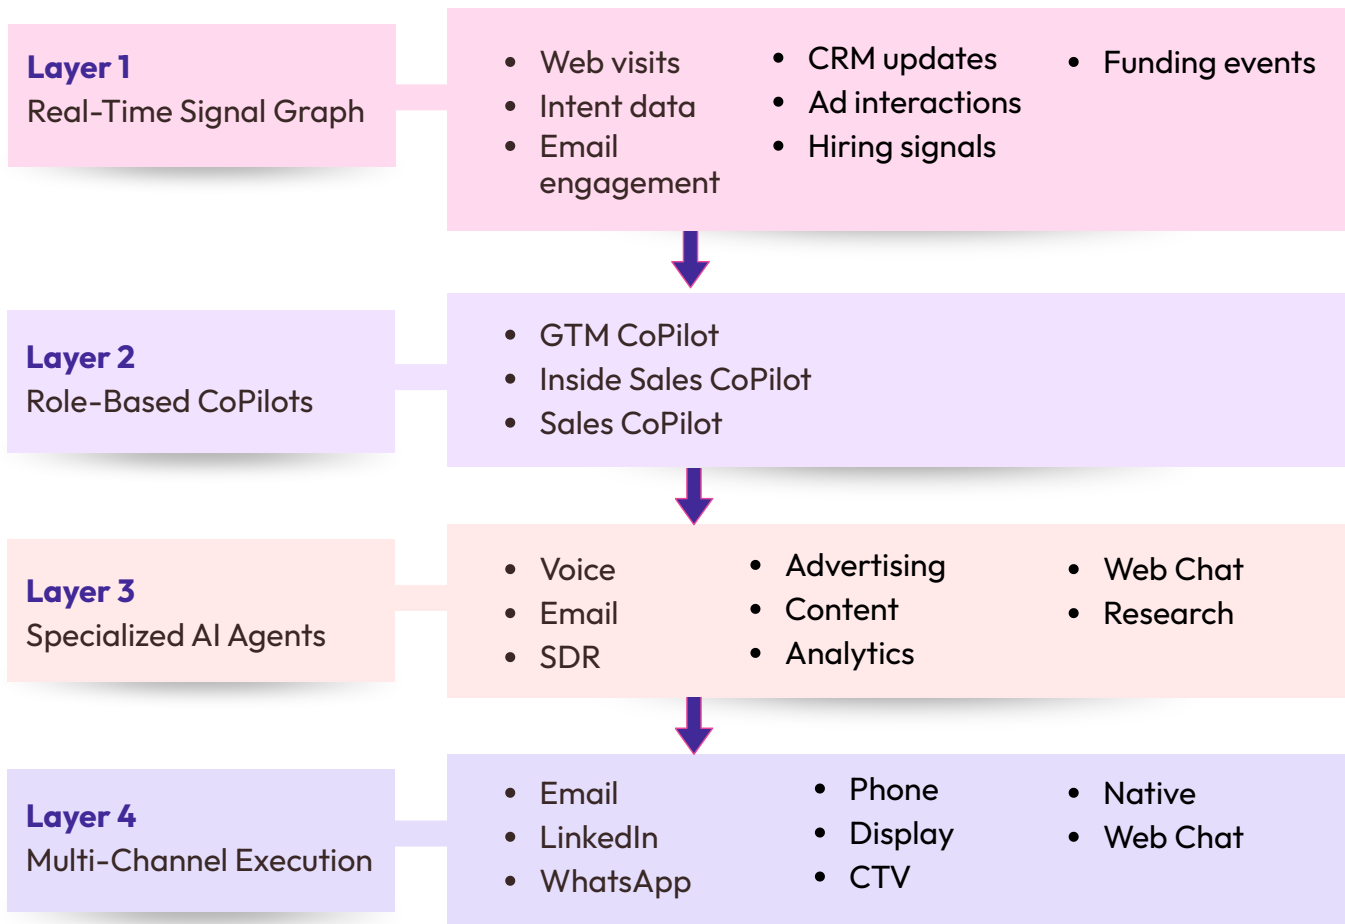 Layer 1
Real-Time Signal Graph
• Web visits
• Intent data
• Email
engagement
• CRM updates
• Ad interactions
• Hiring signals
• Funding events
Layer 2
Role-Based CoPilots
• GTM CoPilot
• Inside Sales CoPilot
• Sales CoPilot
Layer 3
Specialized AI Agents
• Voice
• Email
• SDR
• Advertising
• Content
• Analytics
• Web Chat
• Research
Layer 4
Multi-Channel Execution
• Email
• LinkedIn
• WhatsApp
• Phone
• Display
• CTV
• Native
• Web Chat